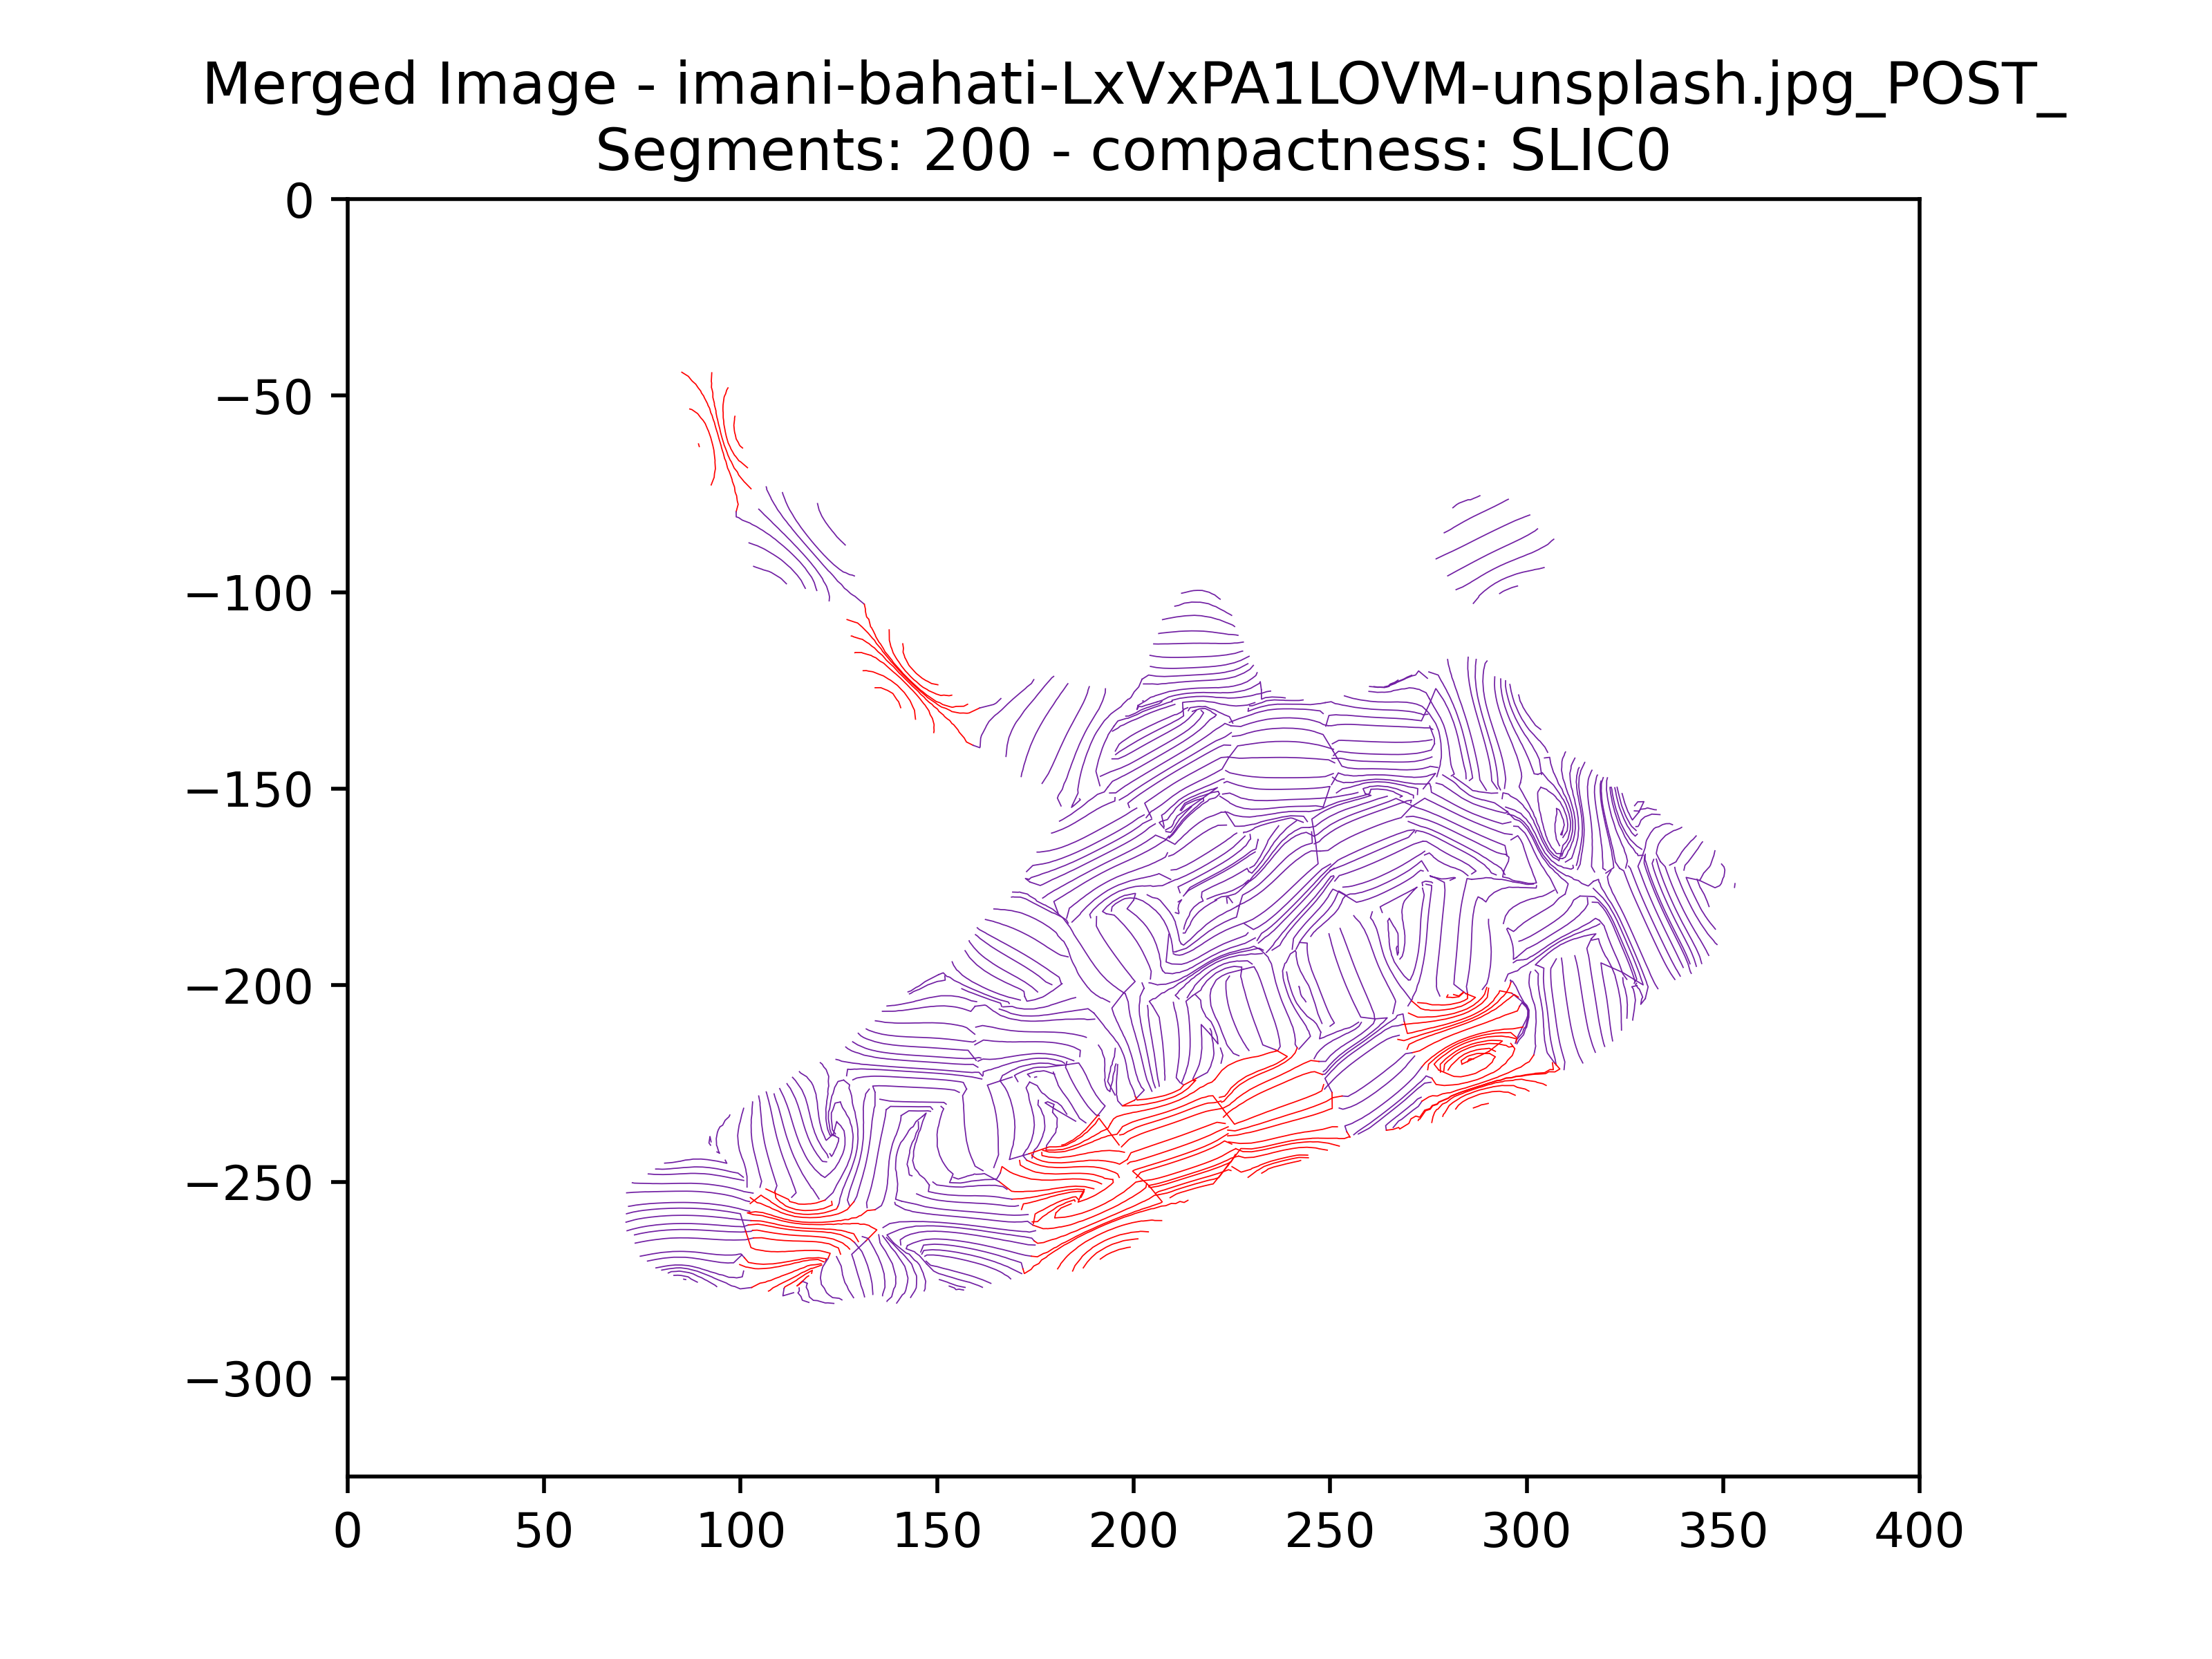 Merged Image - imani-bahati-LxVxPA1LOVM-unsplash.jpg_POST_
Segments: 200 - compactness: SLIC0
0
−50
−100
−150
−200
−250
−300
0 50 100 150 200 250 300 350 400